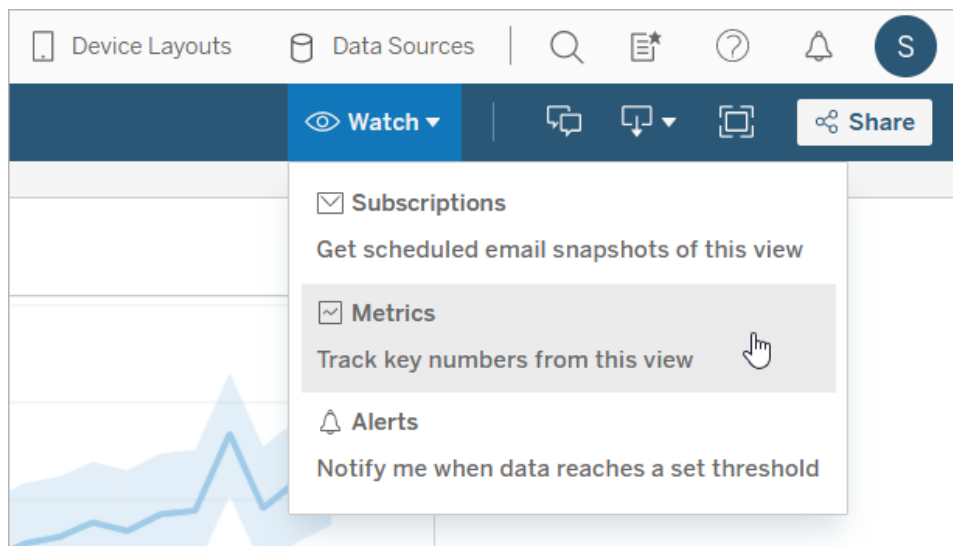 Device Layouts
Data Sources
S
Watch
Share
Subscriptions
Get scheduled email snapshots of this view
Metrics
Track key numbers from this view
Alerts
Notify me when data reaches a set threshold